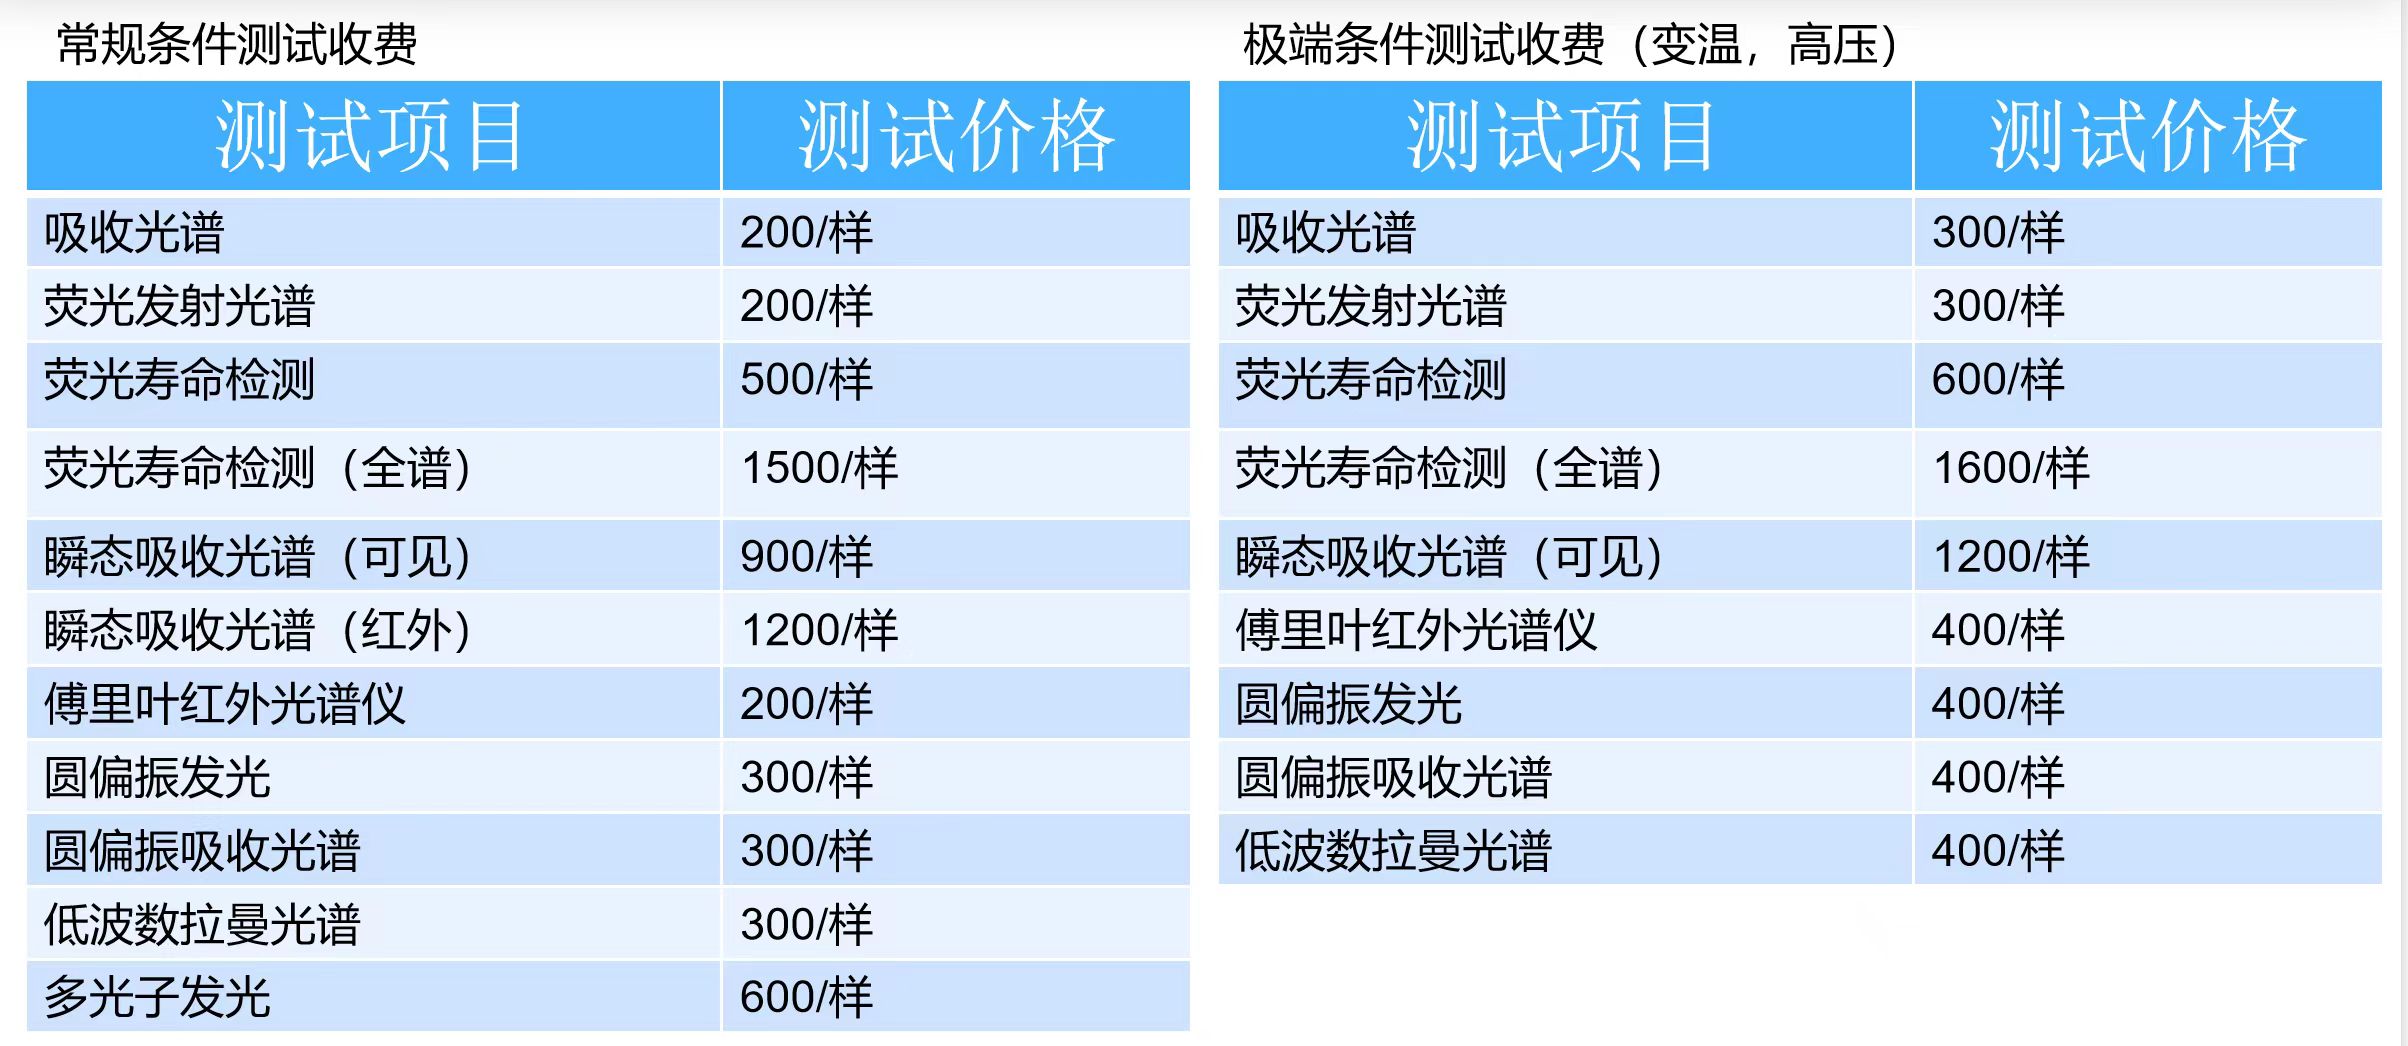 常规条件测试收费
测试项目 测试价格
吸收光谱 200/样
荧光发射光谱 200/样
荧光寿命检测 500/样
荧光寿命检测（全谱） 1500/样
瞬态吸收光谱（可见） 900/样
瞬态吸收光谱（红外） 1200/样
傅里叶红外光谱仪 200/样
圆偏振发光 300/样
圆偏振吸收光谱 300/样
低波数拉曼光谱 300/样
多光子发光 600/样
极端条件测试收费（变温，高压）
测试项目 测试价格
吸收光谱 300/样
荧光发射光谱 300/样
荧光寿命检测 600/样
荧光寿命检测（全谱） 1600/样
瞬态吸收光谱（可见） 1200/样
傅里叶红外光谱仪 400/样
圆偏振发光 400/样
圆偏振吸收光谱 400/样
低波数拉曼光谱 400/样